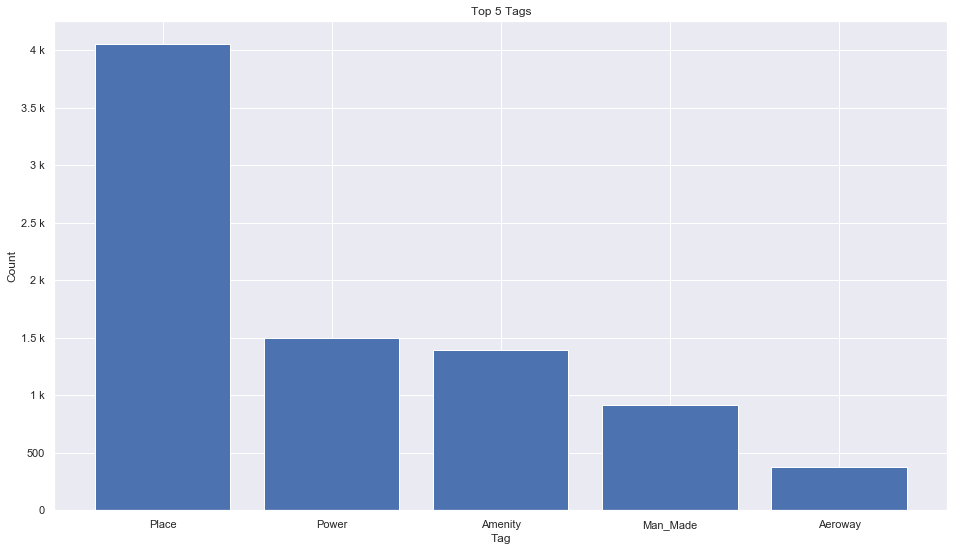 Top 5 Tags
Count
4 k
3.5 k
3 k
2.5 k
2 k
1.5 k
1 k
500
0
Place Power Amenity Man_Made Aeroway
Tag